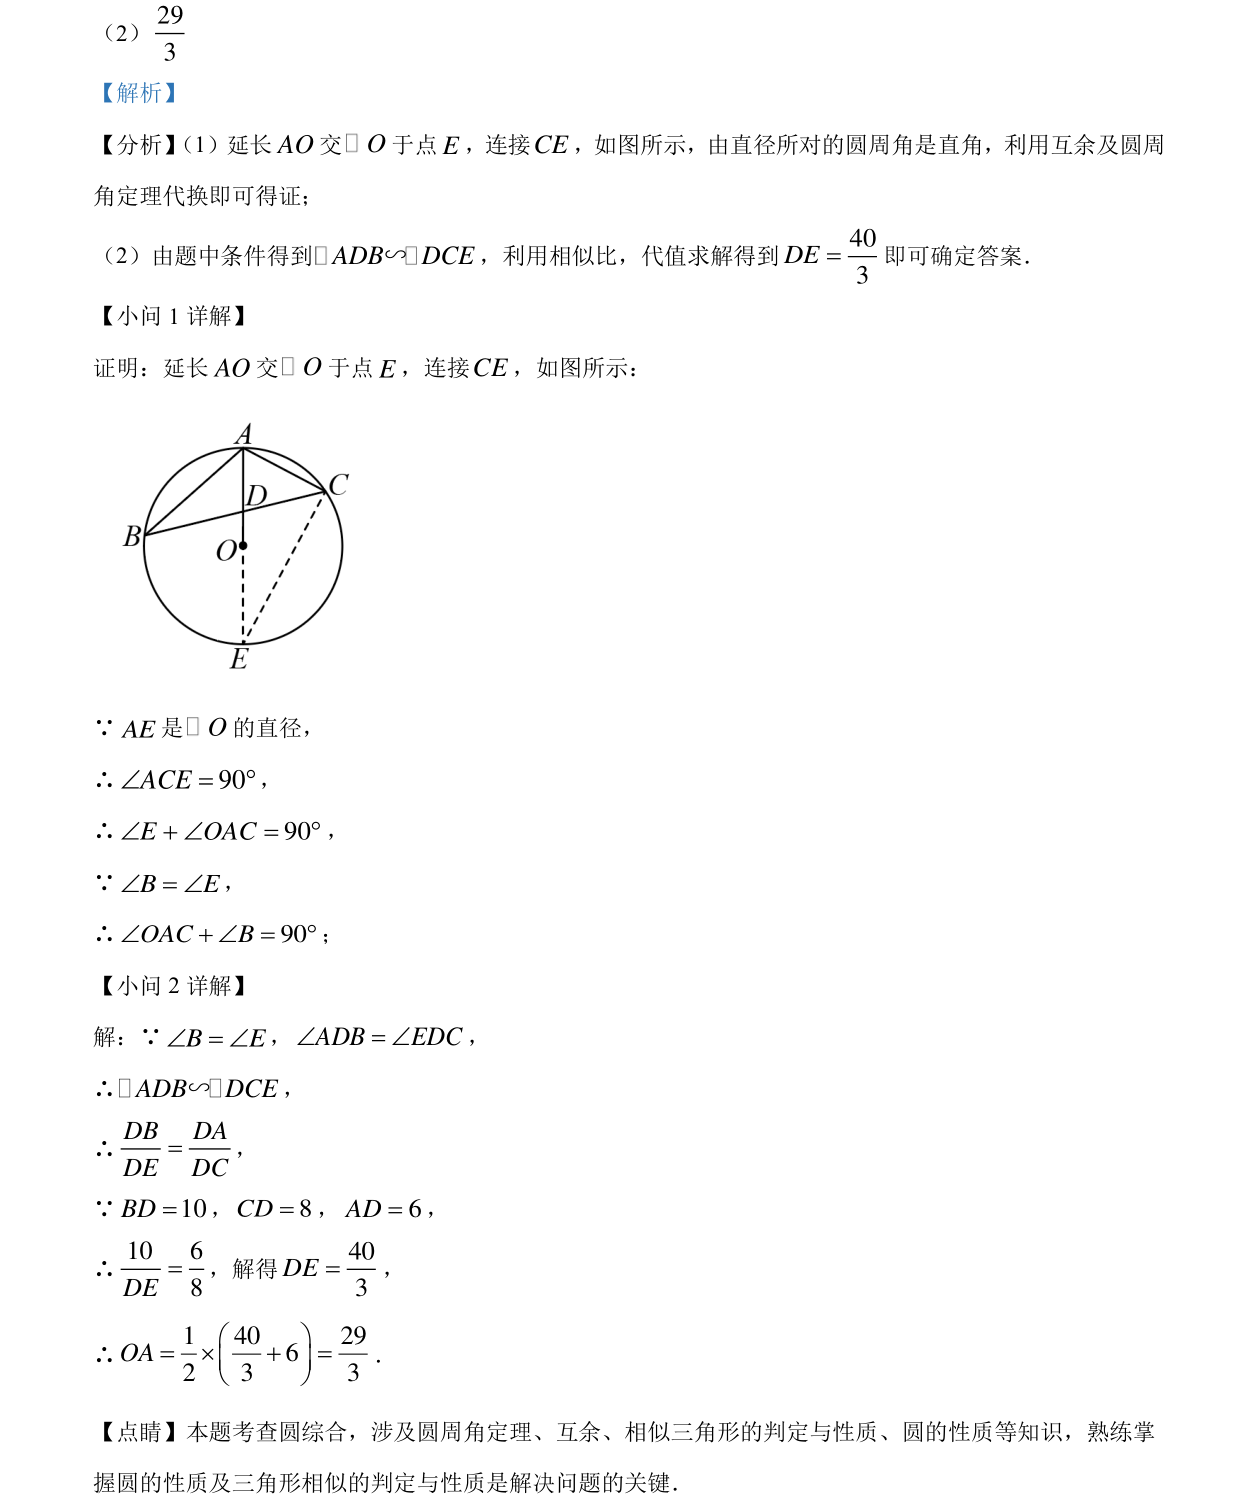 （2）29/3
【解析】
【分析】（1）延长AO交□ O于点E，连接CE，如图所示，由直径所对的圆周角是直角，利用互余及圆周
角定理代换即可得证；
（2）由题中条件得到□ADB∽□DCE，利用相似比，代值求解得到DE=40/3即可确定答案．
【小问1详解】
证明：延长AO交□ O于点E，连接CE，如图所示：
A
C
D
B
O
E
∵AE是□ O的直径，
∴∠ACE=90°，
∴∠E+∠OAC=90°，
∵∠B=∠E，
∴∠OAC+∠B=90°；
【小问2详解】
解：∵∠B=∠E，∠ADB=∠EDC，
∴□ADB∽□DCE，
∴DB/DE=DA/DC，
∵BD=10，CD=8，AD=6，
∴10/DE=6/8，解得DE=40/3，
∴OA=1/2×(40/3+6)=29/3．
【点睛】本题考查圆综合，涉及圆周角定理、互余、相似三角形的判定与性质、圆的性质等知识，熟练掌
握圆的性质及三角形相似的判定与性质是解决问题的关键．